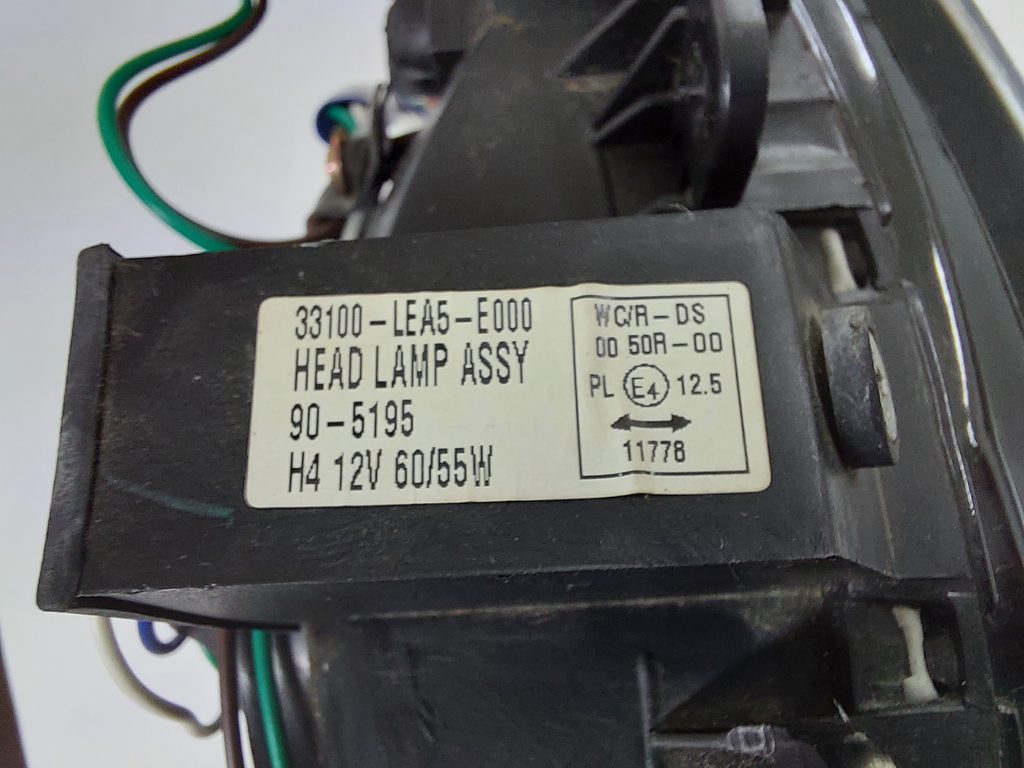 33100-LEA5-E000
HEAD LAMP ASSY
90-5195
H4 12V 60/55W
WC/R-DS
00 50R-00
PL E4 12.5
11778